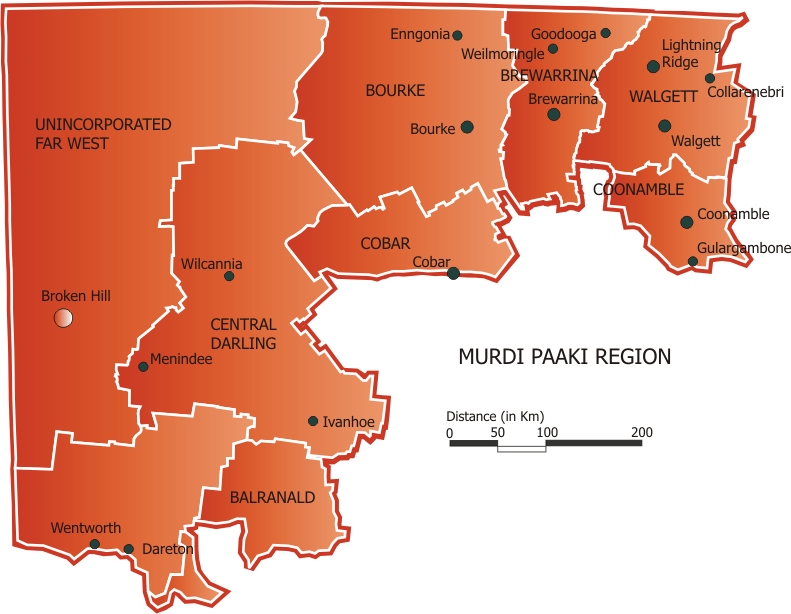 Enngonia
Goodooga
Weilmoringle
Lightning
Ridge
BREWARRINA
Collarenebri
BOURKE
WALGETT
Brewarrina
UNINCORPORATED
FAR WEST
Bourke
Walgett
COONAMBLE
Coonamble
COBAR
Gulargambone
Cobar
Wilcannia
Broken Hill
CENTRAL
DARLING
Menindee
MURDI PAAKI REGION
Distance (in Km)
0 50 100 200
Ivanhoe
BALRANALD
Wentworth
Dareton